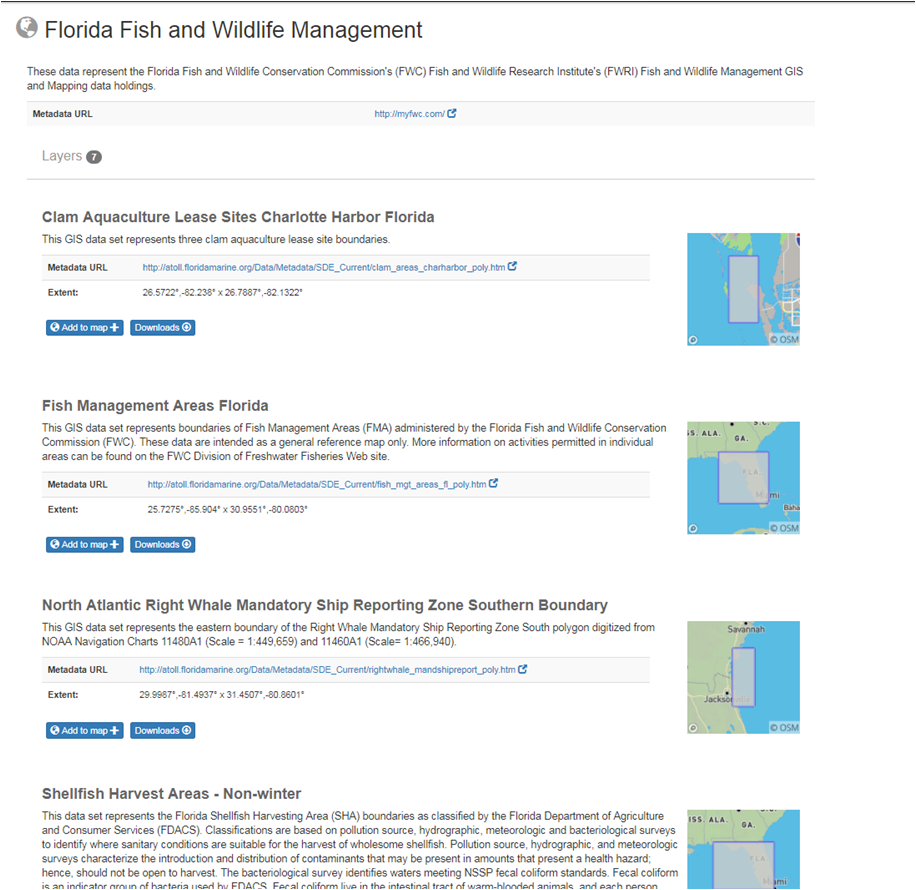 Florida Fish and Wildlife Management
These data represent the Florida Fish and Wildlife Conservation Commission's (FWC) Fish and Wildlife Research Institute's (FWRI) Fish and Wildlife Management GIS
and Mapping data holdings.
Metadata URL http://myfwc.com/
Layers 7
Clam Aquaculture Lease Sites Charlotte Harbor Florida
This GIS data set represents three clam aquaculture lease site boundaries.
Metadata URL http://atoll.floridamarine.org/Data/Metadata/SDE_Current/clam_areas_charharbor_poly.htm
Extent: 26.5722°,-82.238° x 26.7887°,-82.1322°
Add to map Downloads
© OSM
Fish Management Areas Florida
This GIS data set represents boundaries of Fish Management Areas (FMA) administered by the Florida Fish and Wildlife Conservation
Commission (FWC). These data are intended as a general reference map only. More information on activities permitted in individual
areas can be found on the FWC Division of Freshwater Fisheries Web site.
ALA. GA.
FLA.
Metadata URL http://atoll.floridamarine.org/Data/Metadata/SDE_Current/fish_mgt_areas_fl_poly.htm
Extent: 25.7275°,-85.904° x 30.9551°,-80.0803°
Add to map Downloads
© OSM
North Atlantic Right Whale Mandatory Ship Reporting Zone Southern Boundary
This GIS data set represents the eastern boundary of the Right Whale Mandatory Ship Reporting Zone South polygon digitized from
NOAA Navigation Charts 11480A1 (Scale = 1:449,659) and 11460A1 (Scale= 1:466,940).
Savannah
Metadata URL http://atoll.floridamarine.org/Data/Metadata/SDE_Current/rightwhale_mandshipreport_poly.htm
Extent: 29.9987°,-81.4937° x 31.4507°,-80.8601°
Add to map Downloads
© OSM
Shellfish Harvest Areas - Non-winter
This data set represents the Florida Shellfish Harvesting Area (SHA) boundaries as classified by the Florida Department of Agriculture
and Consumer Services (FDACS). Classifications are based on pollution source, hydrographic, meteorologic and bacteriological surveys
to identify where sanitary conditions are suitable for the harvest of wholesome shellfish. Pollution source, hydrographic, and meteorologic
surveys characterize the introduction and distribution of contaminants that may be present in amounts that present a health hazard;
hence, should not be open to harvest. The bacteriological survey identifies waters meeting NSSP fecal coliform standards. Fecal coliform
is an indicator group of bacteria used by FDACS. Fecal coliform live in the intestinal tract of warm-blooded animals, and each person
ALA. GA.
FLA.